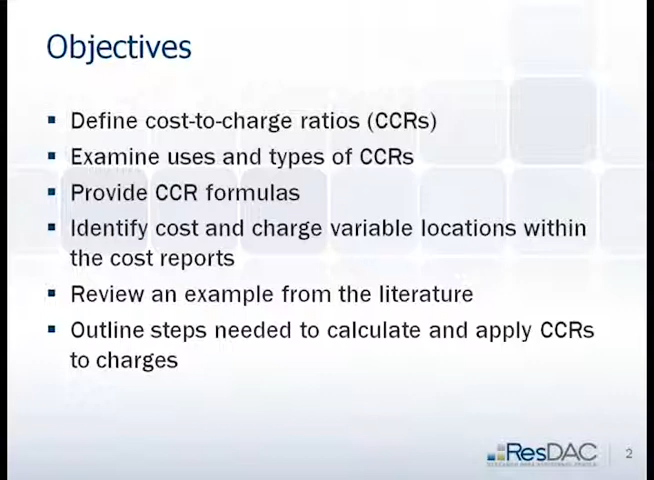 Objectives
▪ Define cost-to-charge ratios (CCRs)
▪ Examine uses and types of CCRs
▪ Provide CCR formulas
▪ Identify cost and charge variable locations within
the cost reports
▪ Review an example from the literature
▪ Outline steps needed to calculate and apply CCRs
to charges
ResDAC
2